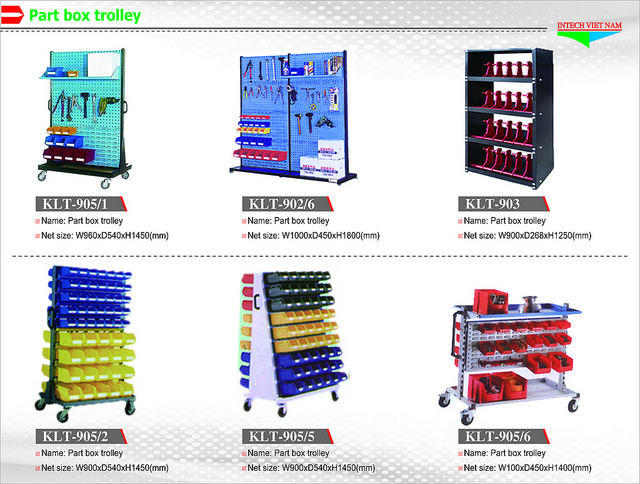 Part box trolley
INTECH VIET NAM
KLT-905/1
Name: Part box trolley
Net size: W960xD540xH1450(mm)
KLT-902/6
Name: Part box trolley
Net size: W1000xD450xH1800(mm)
KLT-903
Name: Part box trolley
Net size: W900xD268xH1250(mm)
KLT-905/2
Name: Part box trolley
Net size: W900xD540xH1450(mm)
KLT-905/5
Name: Part box trolley
Net size: W900xD540xH1450(mm)
KLT-905/6
Name: Part box trolley
Net size: W100xD450xH1400(mm)